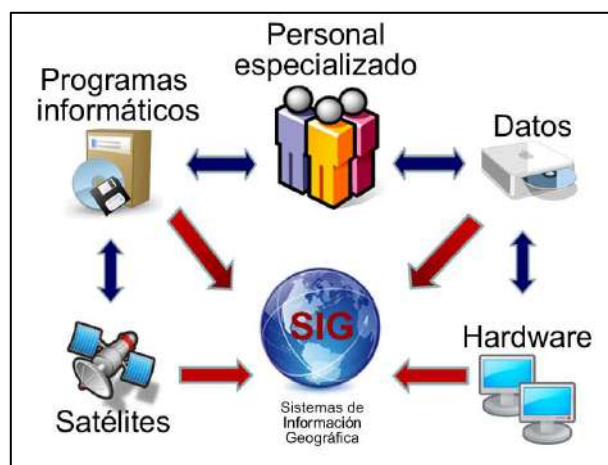 Personal
especializado
Programas
informáticos
Datos
SIG
Hardware
Satélites
Sistemas de
Información
Geográfica